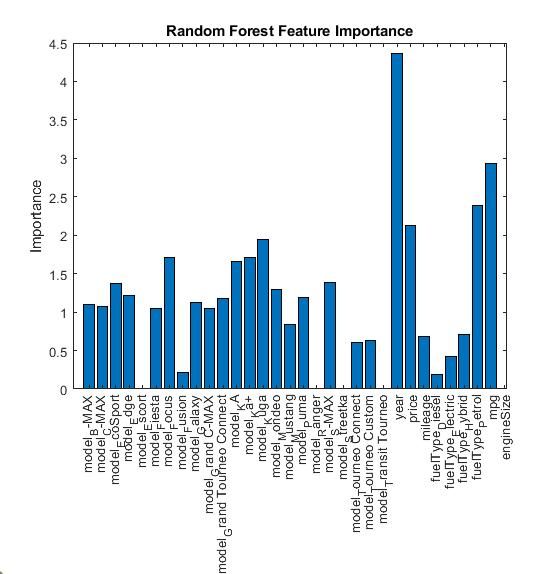 Random Forest Feature Importance
4.5
4
3.5
3
2.5
2
1.5
1
0.5
0
Importance
modelB-MAX
modelC-MAX
modelEcoSport
modelEdge
modelEscort
modelFiesta
modelFocus
modelFusion
modelGalaxy
modelGrand C-MAX
modelGrand Tourneo Connect
modelKA
modelKa+
modelKuga
modelMondeo
modelMustang
modelPuma
modelRanger
modelS-MAX
modelStreetka
modelTourneo Connect
modelTourneo Custom
modelTransit Tourneo
year
price
mileage
fuelTypeDiesel
fuelTypeElectric
fuelTypeHybrid
fuelTypePetrol
mpg
engineSize